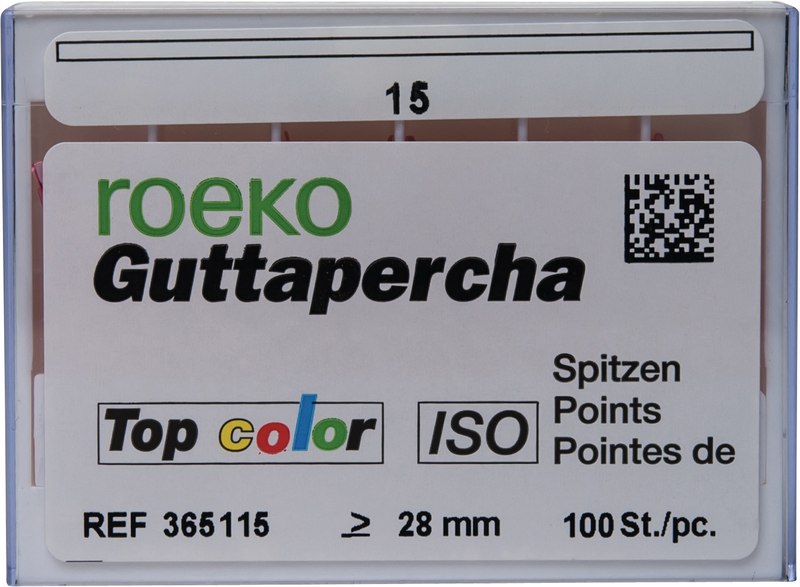 15
roeko
Guttapercha
Spitzen
Points
Pointes de
Top color
ISO
REF 365115 ≥ 28 mm 100 St./pc.